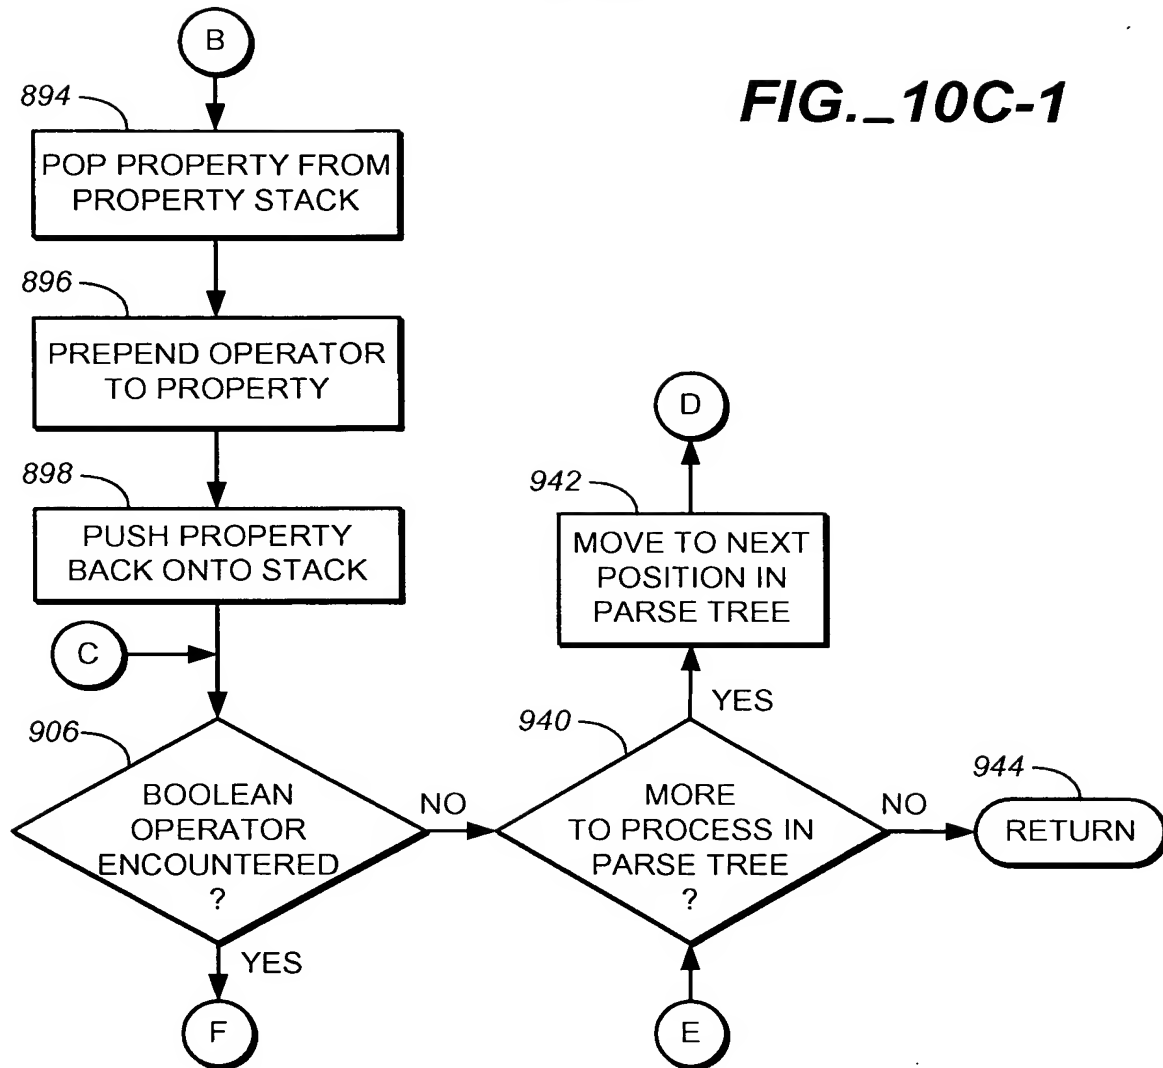 B
FIG._10C-1
894
POP PROPERTY FROM
PROPERTY STACK
896
PREPEND OPERATOR
TO PROPERTY
D
898
PUSH PROPERTY
BACK ONTO STACK
942
MOVE TO NEXT
POSITION IN
PARSE TREE
C
YES
906
BOOLEAN
OPERATOR
ENCOUNTERED
?
NO
940
MORE
TO PROCESS IN
PARSE TREE
?
NO
944
RETURN
YES
F
E